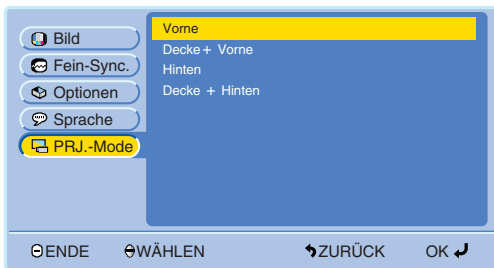 Bild
Fein-Sync.
Optionen
Sprache
PRJ.-Mode
Vorne
Decke+ Vorne
Hinten
Decke + Hinten
ENDE WÄHLEN ZURÜCK OK